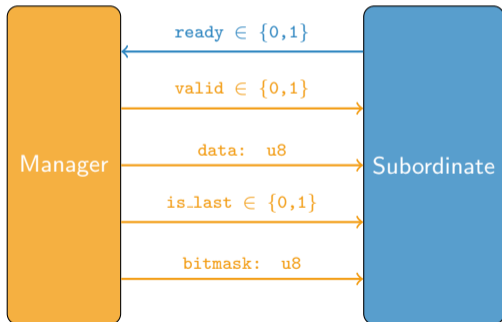 ready ∈ {0,1}
valid ∈ {0,1}
data: u8
Manager
Subordinate
is_last ∈ {0,1}
bitmask: u8